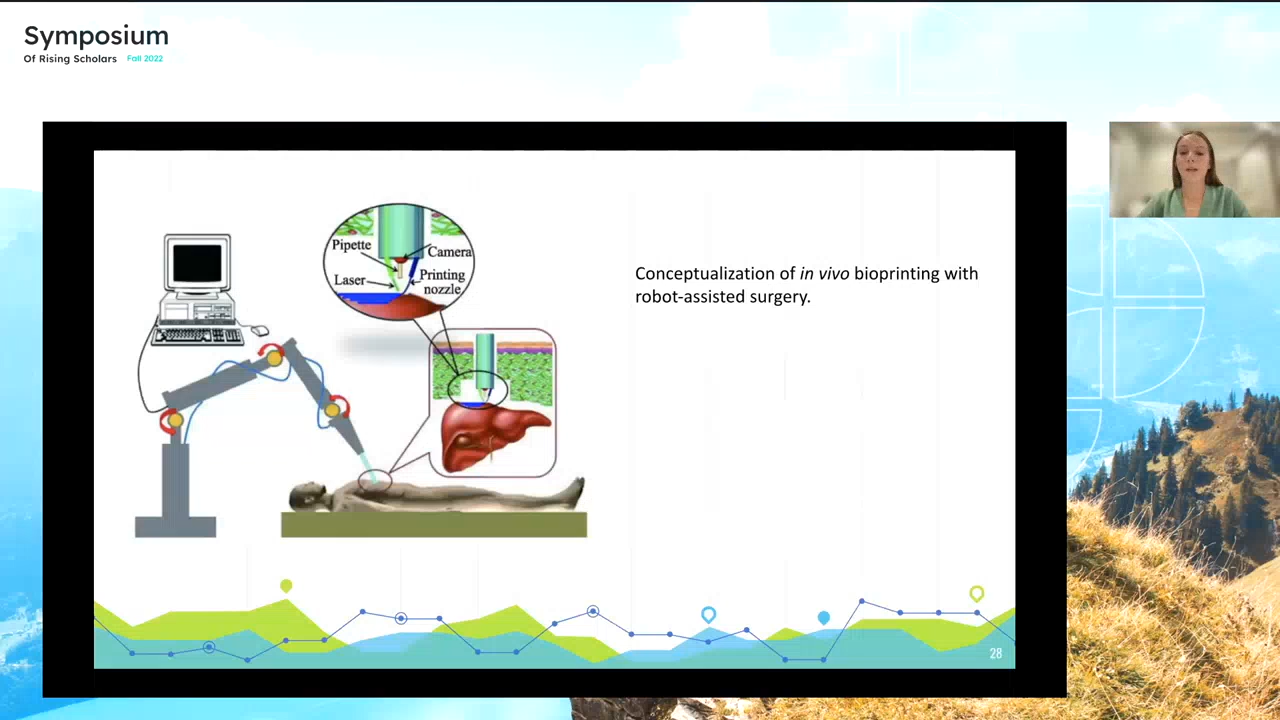 Symposium
Of Rising Scholars Fall 2022
Pipette
Camera
Laser
Printing
nozzle
Conceptualization of in vivo bioprinting with
robot-assisted surgery.
28